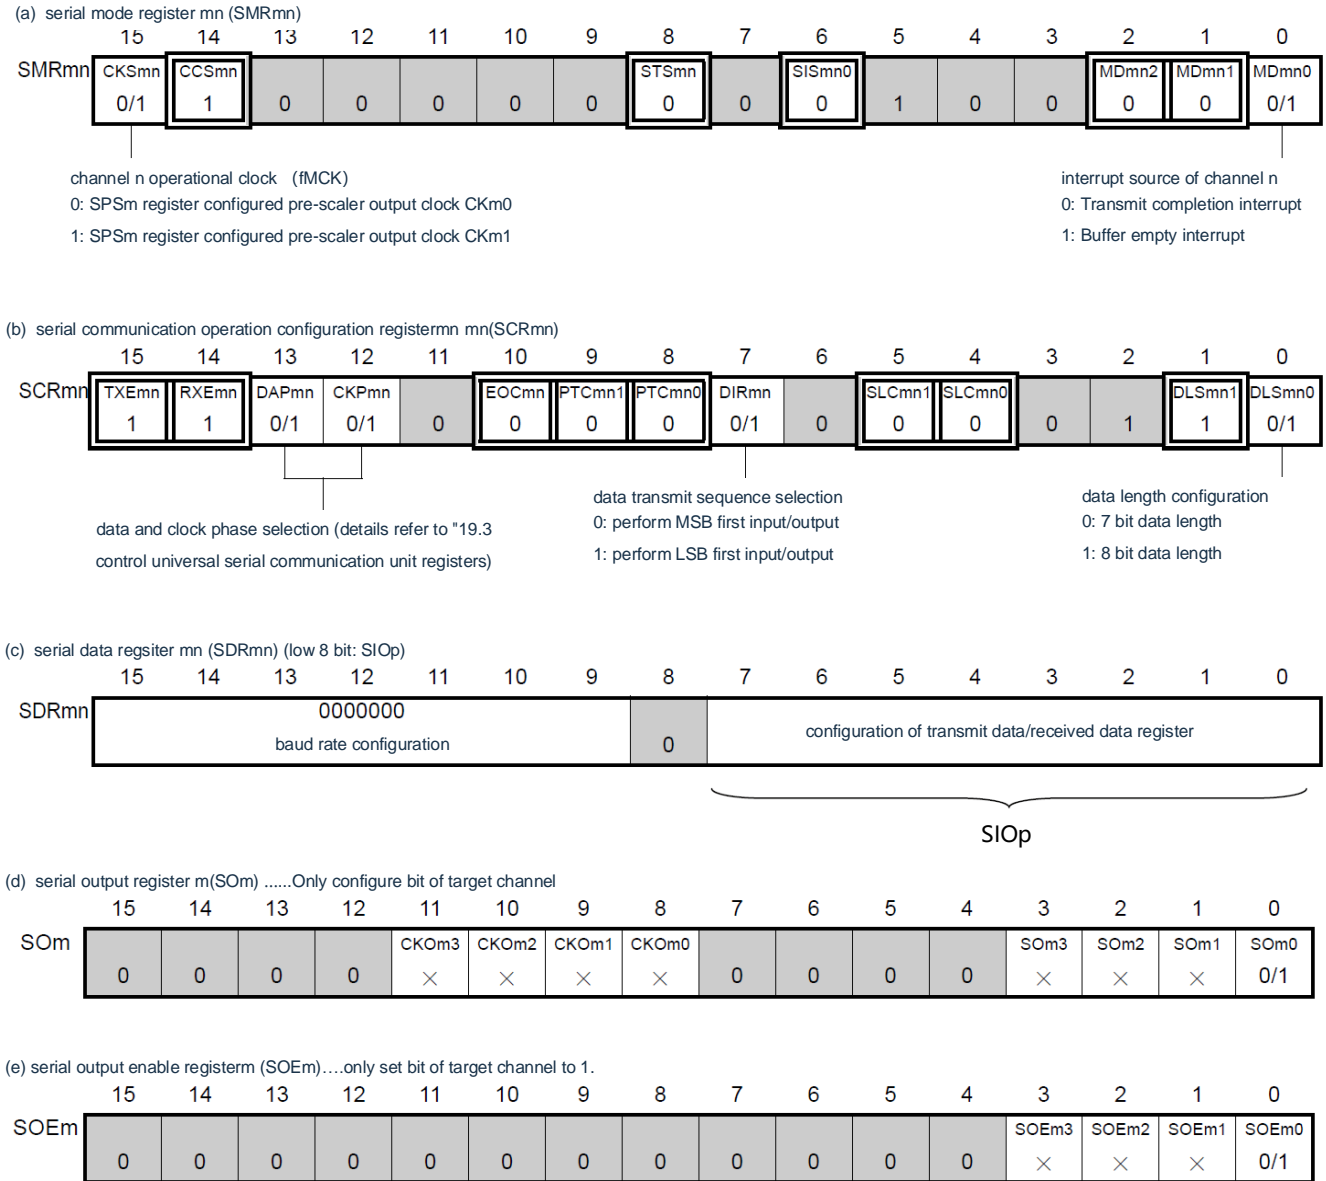 (a) serial mode register mn (SMRmn)
15 14 13 12 11 10 9 8 7 6 5 4 3 2 1 0
SMRmn CKSmn CCSmn STSmn SISmn0 MDmn2 MDmn1 MDmn0
0/1 1 0 0 0 0 0 0 0 0 1 0 0 0 0 0/1
channel n operational clock (fMCK)
0: SPSm register configured pre-scaler output clock CKm0
1: SPSm register configured pre-scaler output clock CKm1
interrupt source of channel n
0: Transmit completion interrupt
1: Buffer empty interrupt
(b) serial communication operation configuration registermn mn(SCRmn)
15 14 13 12 11 10 9 8 7 6 5 4 3 2 1 0
SCRmn TXEmn RXEmn DAPmn CKPmn EOCmn PTCmn1 PTCmn0 DIRmn SLCmn1 SLCmn0 DLSmn1 DLSmn0
1 1 0/1 0/1 0 0 0 0 0/1 0 0 0 0 1 1 0/1
data and clock phase selection (details refer to "19.3
control universal serial communication unit registers)
data transmit sequence selection
0: perform MSB first input/output
1: perform LSB first input/output
data length configuration
0: 7 bit data length
1: 8 bit data length
(c) serial data regsiter mn (SDRmn) (low 8 bit: SIOp)
15 14 13 12 11 10 9 8 7 6 5 4 3 2 1 0
SDRmn 0000000
baud rate configuration 0 configuration of transmit data/received data register
SIOp
(d) serial output register m(SOm) ......Only configure bit of target channel
15 14 13 12 11 10 9 8 7 6 5 4 3 2 1 0
SOm CKOm3 CKOm2 CKOm1 CKOm0 SOm3 SOm2 SOm1 SOm0
0 0 0 0 × × × × 0 0 0 0 × × × 0/1
(e) serial output enable registerm (SOEm)....only set bit of target channel to 1.
15 14 13 12 11 10 9 8 7 6 5 4 3 2 1 0
SOEm SOEm3 SOEm2 SOEm1 SOEm0
0 0 0 0 0 0 0 0 0 0 0 0 × × × 0/1